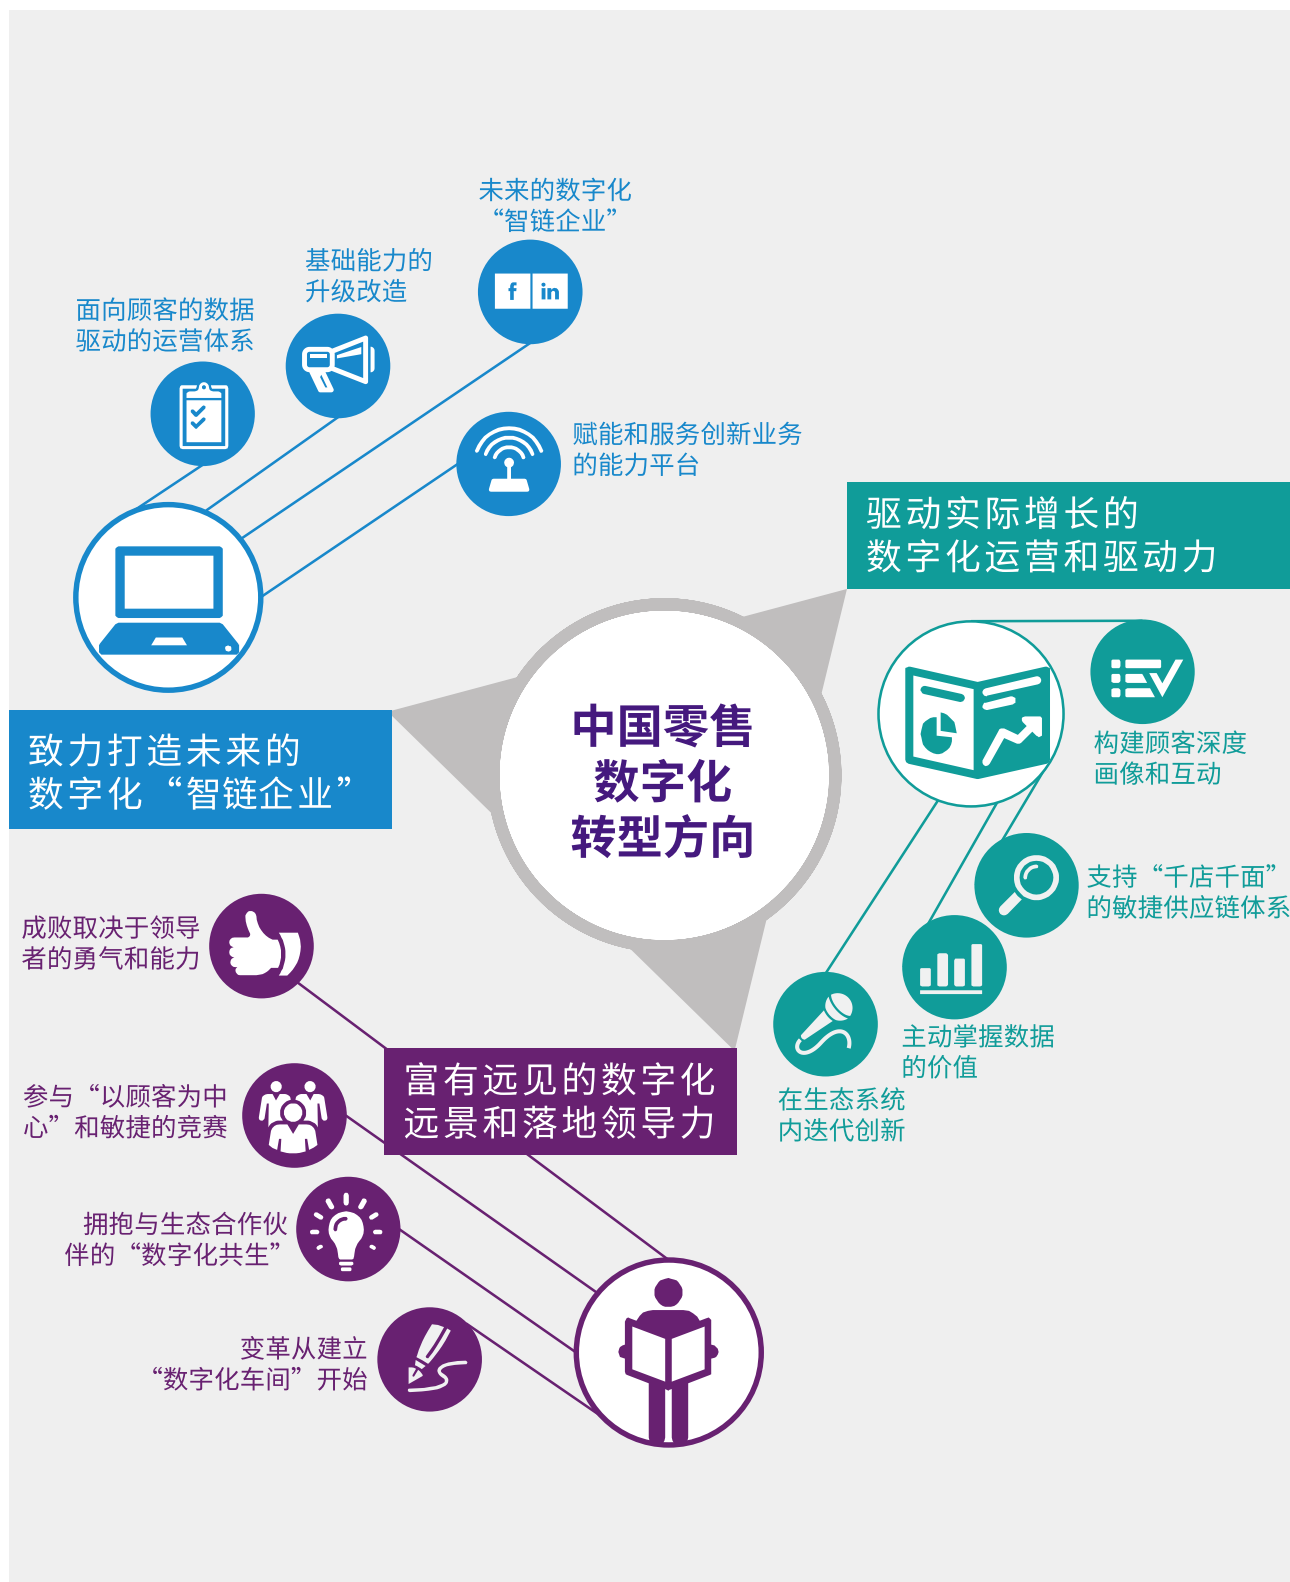 未来的数字化
“智链企业”
基础能力的
升级改造
面向顾客的数据
驱动的运营体系
f in
赋能和服务创新业务
的能力平台
驱动实际增长的
数字化运营和驱动力
致力打造未来的
数字化“智链企业”
中国零售
数字化
转型方向
构建顾客深度
画像和互动
支持“千店千面”
的敏捷供应链体系
主动掌握数据
的价值
在生态系统
内迭代创新
成败取决于领导
者的勇气和能力
富有远见的数字化
远景和落地领导力
参与“以顾客为中
心”和敏捷的竞赛
拥抱与生态合作伙
伴的“数字化共生”
变革从建立
“数字化车间”开始